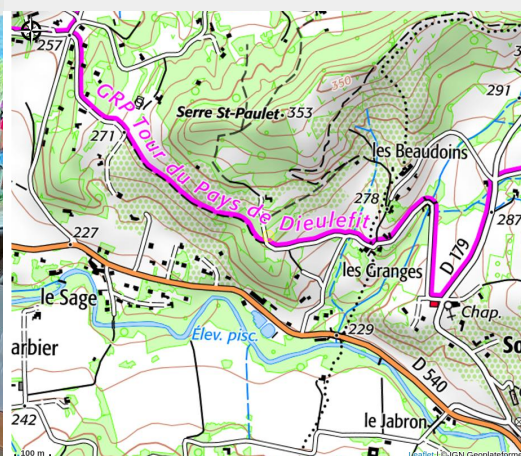 257
350
291
Serre St-Paulet
353
GRP Tour du Pays de Dieulefit
271
les Beaudoins
278
287
227
D 179
les Granges
le Sage
Chap.
Élev. pisc.
229
So
arbier
D 540
242
le Jabron
100 m
Leaflet | © IGN Geoplateforme